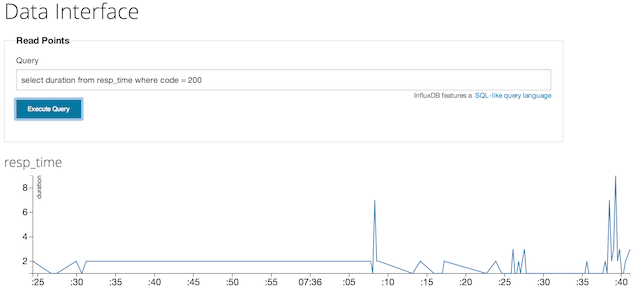 Data Interface
Read Points
Query
select duration from resp_time where code = 200
InfluxDB features a SQL-like query language
Execute Query
resp_time
duration
8
6
4
2
:25 :30 :35 :40 :45 :50 :55 07:36 :05 :10 :15 :20 :25 :30 :35 :40